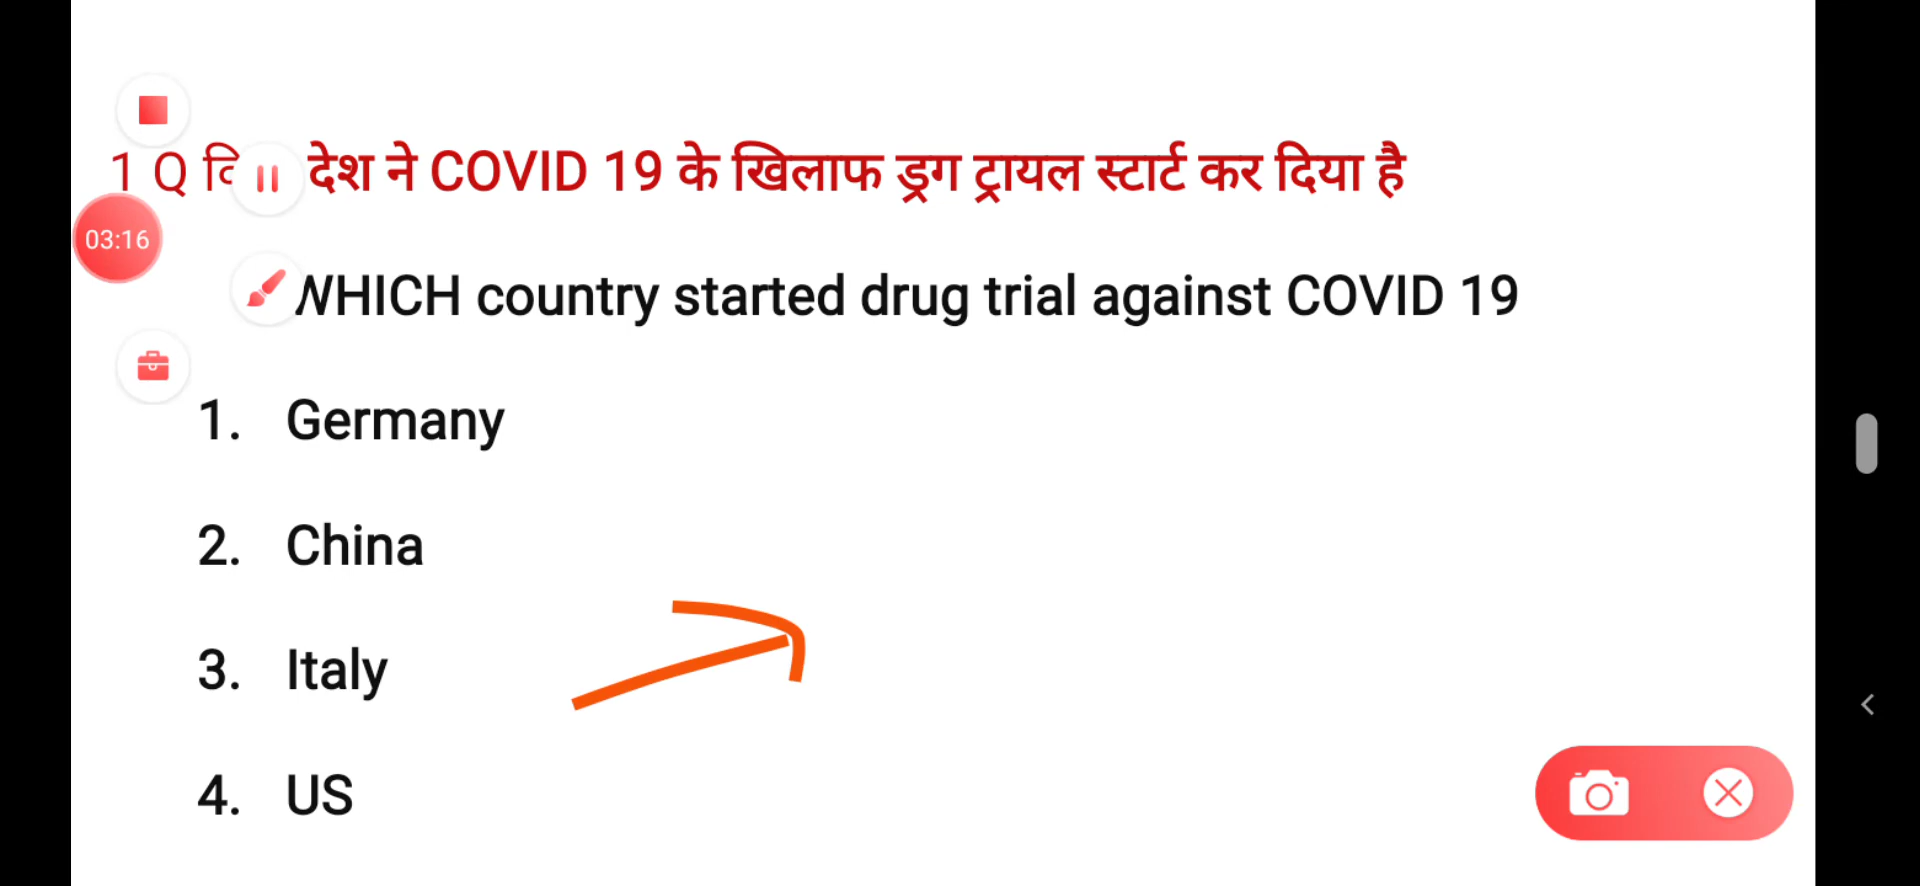 1 Q देश ने COVID 19 के खिलाफ ड्रग ट्रायल स्टार्ट कर दिया है
03:16
WHICH country started drug trial against COVID 19
1. Germany
2. China
3. Italy
4. US